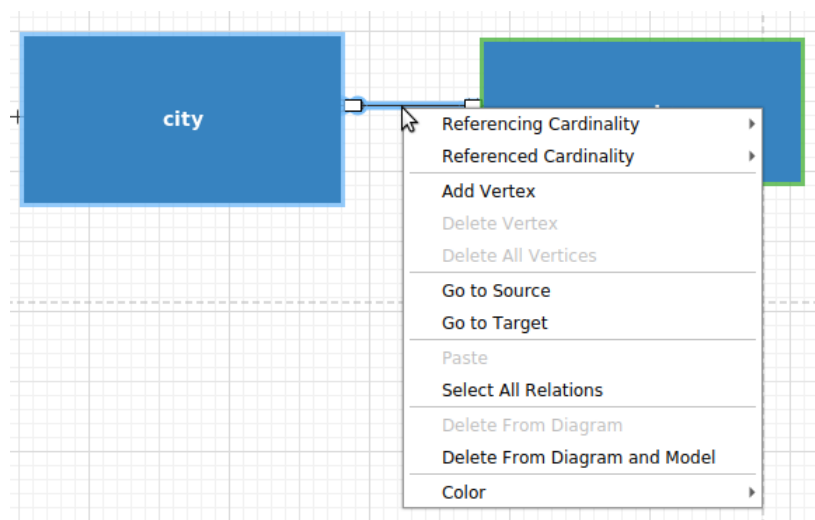 city
Referencing Cardinality
Referenced Cardinality
Add Vertex
Delete Vertex
Delete All Vertices
Go to Source
Go to Target
Paste
Select All Relations
Delete From Diagram
Delete From Diagram and Model
Color